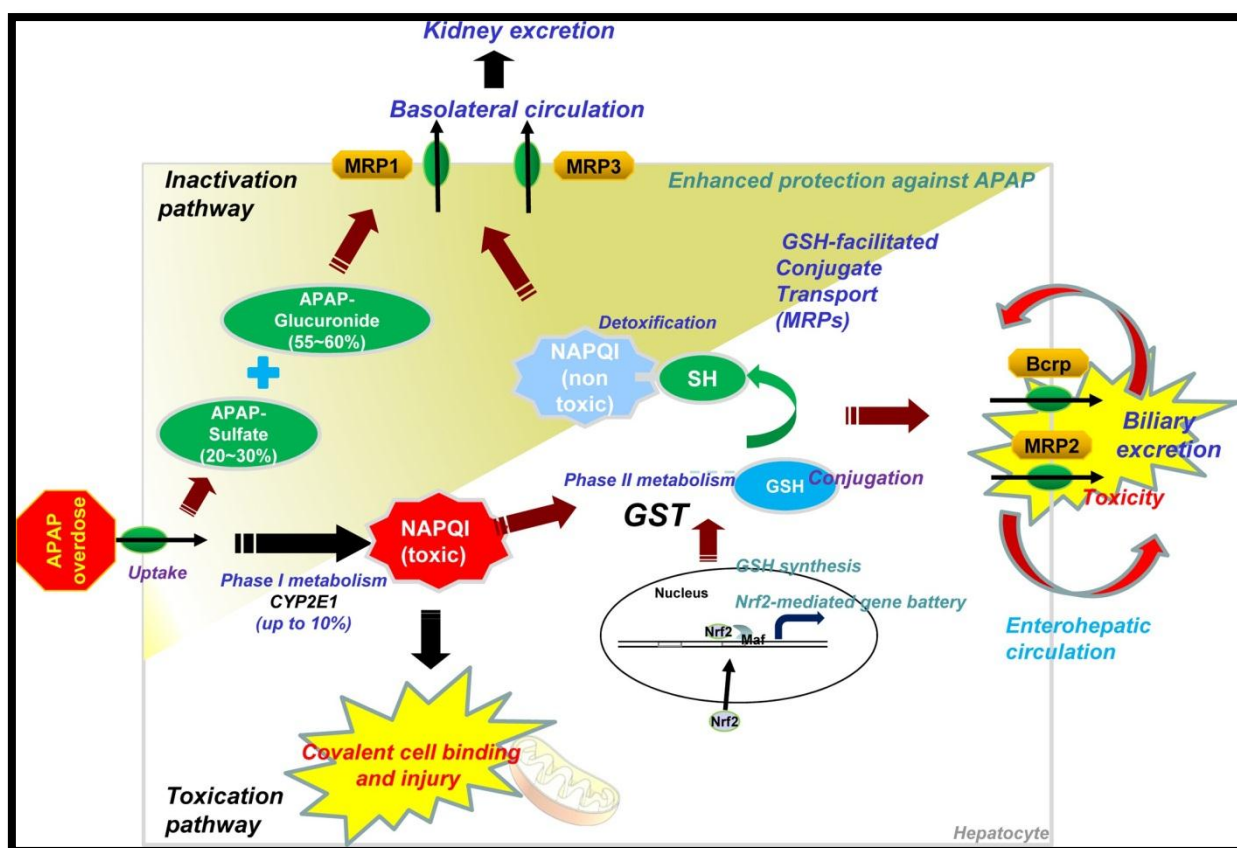 Kidney excretion
Basolateral circulation
MRP1
MRP3
Inactivation
pathway
Enhanced protection against APAP
GSH-facilitated
Conjugate
Transport
(MRPs)
APAP-
Glucuronide
(55~60%)
Detoxification
NAPQI
(non
toxic)
SH
Bcrp
APAP-
Sulfate
(20~30%)
Biliary
excretion
MRP2
Toxicity
APAP
overdose
Uptake
NAPQI
(toxic)
Phase II metabolism
GSH
Conjugation
GST
Phase I metabolism
CYP2E1
(up to 10%)
GSH synthesis
Nucleus
Nrf2-mediated gene battery
Nrf2
Maf
Nrf2
Enterohepatic
circulation
Covalent cell binding
and injury
Toxication
pathway
Hepatocyte